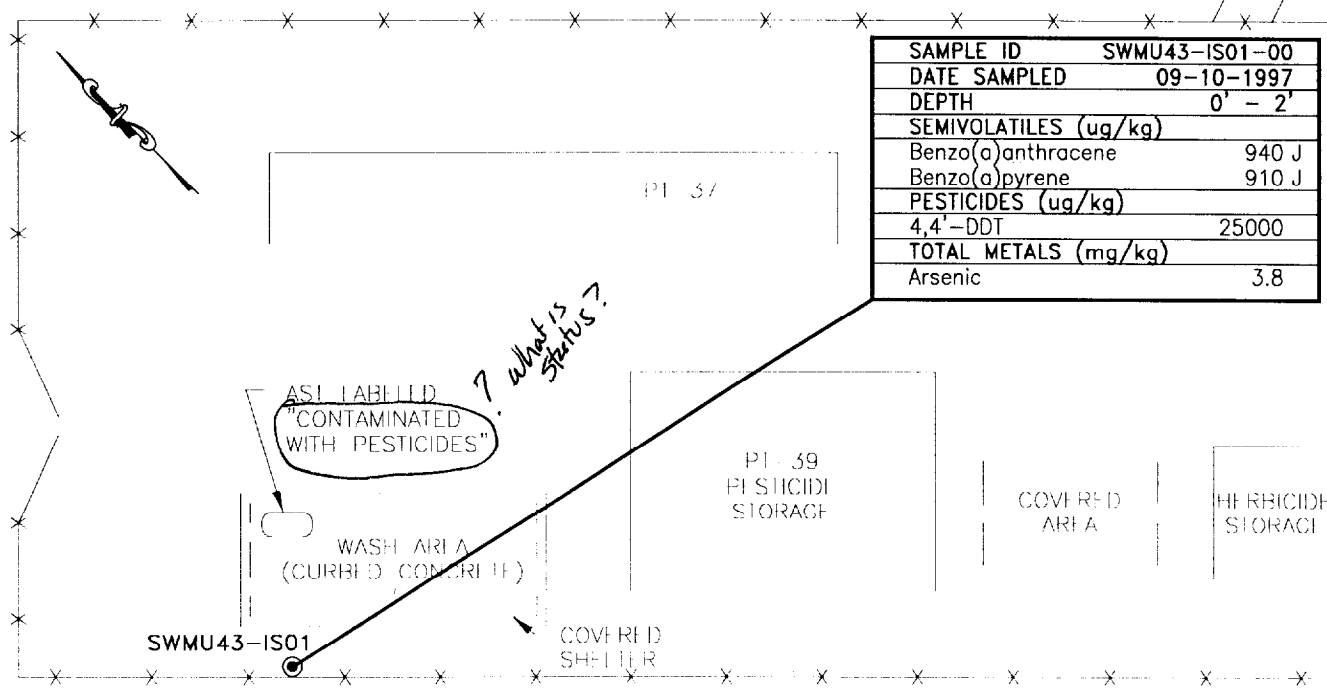 SAMPLE ID SWMU43-IS01-00
DATE SAMPLED 09-10-1997
DEPTH 0' - 2'
SEMIVOLATILES (ug/kg)
Benzo(a)anthracene 940 J
Benzo(a)pyrene 910 J
PESTICIDES (ug/kg)
4,4'-DDT 25000
TOTAL METALS (mg/kg)
Arsenic 3.8
PT-37
? what is
status?
AST LABELLED
"CONTAMINATED
WITH PESTICIDES"
PT-39
PESTICIDE
STORAGE
COVERED
AREA
HERBICIDE
STORAGE
WASH AREA
(CURBED CONCRETE)
SWMU43-IS01
COVERED
SHELTER